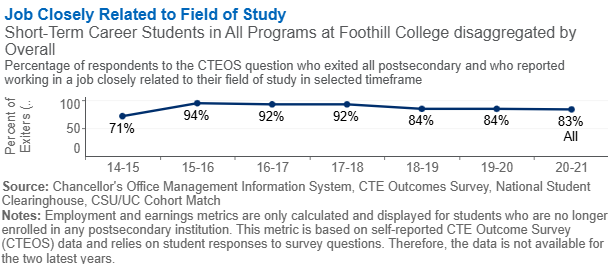 Job Closely Related to Field of Study
Short-Term Career Students in All Programs at Foothill College disaggregated by
Overall
Percentage of respondents to the CTEOS question who exited all postsecondary and who reported
working in a job closely related to their field of study in selected timeframe
Percent of
Exiters (..
100
50
0
71%
94%
92%
92%
84%
84%
83%
All
14-15
15-16
16-17
17-18
18-19
19-20
20-21
Source: Chancellor's Office Management Information System, CTE Outcomes Survey, National Student
Clearinghouse, CSU/UC Cohort Match
Notes: Employment and earnings metrics are only calculated and displayed for students who are no longer
enrolled in any postsecondary institution. This metric is based on self-reported CTE Outcome Survey
(CTEOS) data and relies on student responses to survey questions. Therefore, the data is not available for
the two latest years.